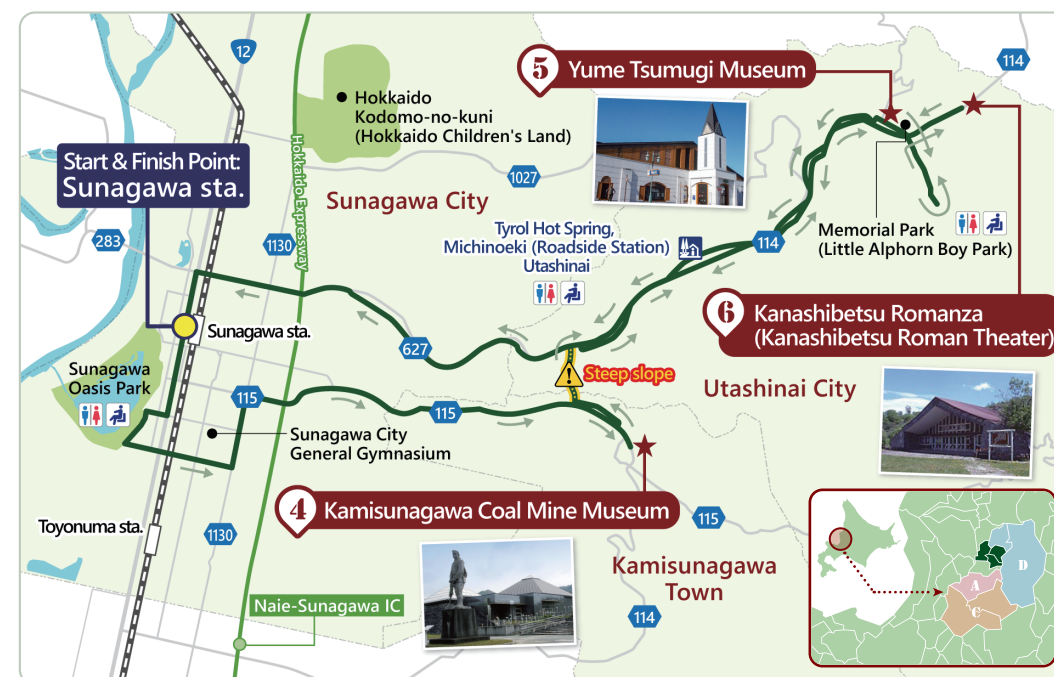 12
114
5 Yume Tsumugi Museum
Hokkaido
Kodomo-no-kuni
(Hokkaido Children's Land)
Hokkaido Expressway
Start & Finish Point:
Sunagawa sta.
1027
Sunagawa City
283
1130
Tyrol Hot Spring,
Michinoeki (Roadside Station)
Utashinai
114
Memorial Park
(Little Alphorn Boy Park)
6 Kanashibetsu Romanza
(Kanashibetsu Roman Theater)
Sunagawa sta.
627
Steep slope
Utashinai City
Sunagawa
Oasis Park
115
115
Sunagawa City
General Gymnasium
4 Kamisunagawa Coal Mine Museum
115
Toyonuma sta.
1130
Kamisunagawa
Town
Naie-Sunagawa IC
114
A
D
C